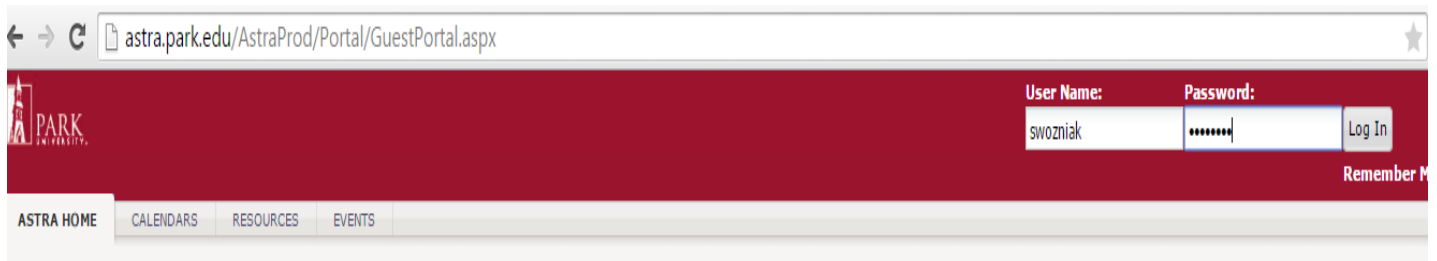 astra.park.edu/AstraProd/Portal/GuestPortal.aspx
User Name: Password:
PARK
UNIVERSITY.
swozniak •••••••• Log In
Remember M
ASTRA HOME CALENDARS RESOURCES EVENTS